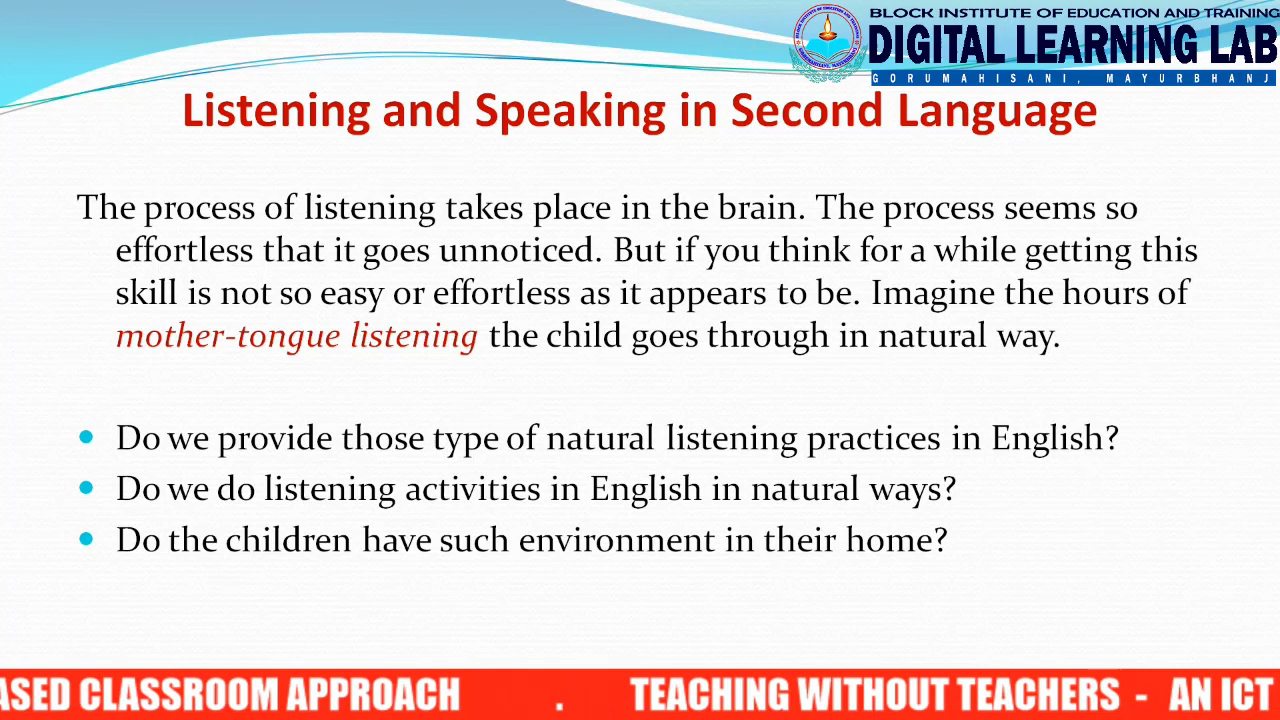 BLOCK INSTITUTE OF EDUCATION AND TRAINING
DIGITAL LEARNING LAB
GORUMAHISANI, MAYURBHANJ
Listening and Speaking in Second Language
The process of listening takes place in the brain. The process seems so
effortless that it goes unnoticed. But if you think for a while getting this
skill is not so easy or effortless as it appears to be. Imagine the hours of
mother-tongue listening the child goes through in natural way.
• Do we provide those type of natural listening practices in English?
• Do we do listening activities in English in natural ways?
• Do the children have such environment in their home?
ASED CLASSROOM APPROACH . TEACHING WITHOUT TEACHERS - AN ICT